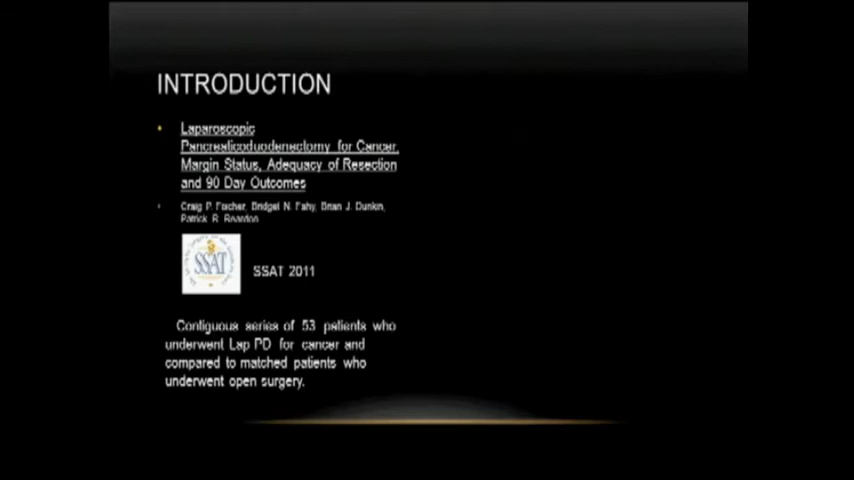 INTRODUCTION
• Laparoscopic
Pancreaticoduodenectomy for Cancer,
Margin Status, Adequacy of Resection
and 90 Day Outcomes
• Craig P. Fischer, Bridget N. Fahy, Brian J. Dunkin,
Patrick R. Reardon
SSAT
SSAT 2011
Contiguous series of 53 patients who
underwent Lap PD for cancer and
compared to matched patients who
underwent open surgery.